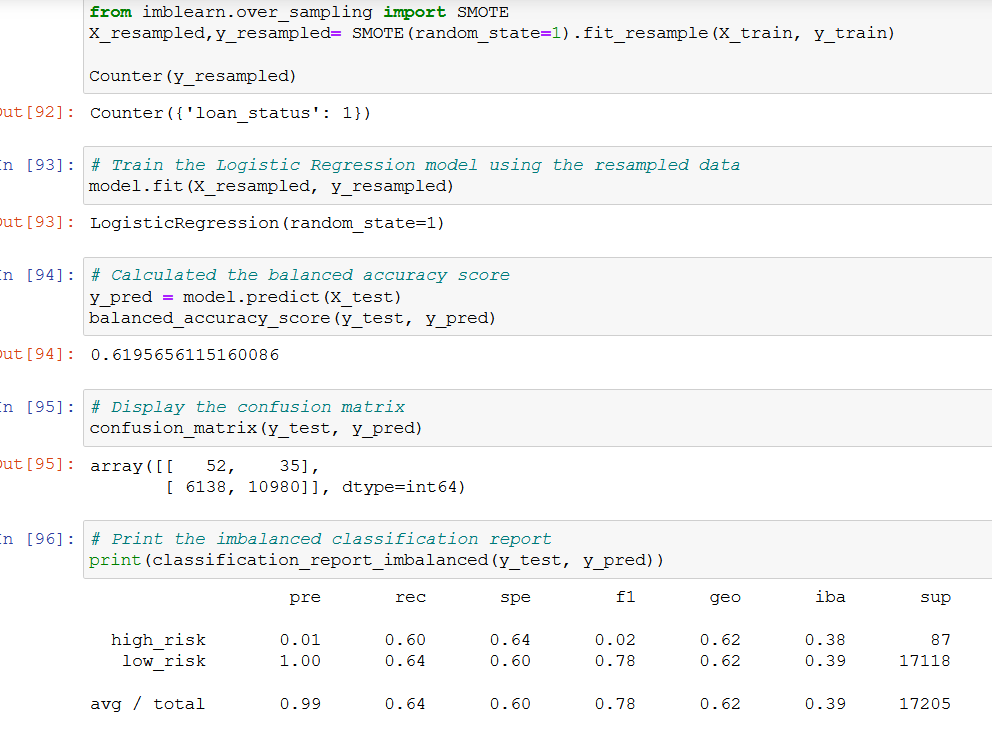 from imblearn.over_sampling import SMOTE
X_resampled,y_resampled= SMOTE(random_state=1).fit_resample(X_train, y_train)
Counter(y_resampled)
Out[92]: Counter({'loan_status': 1})
In [93]: # Train the Logistic Regression model using the resampled data
model.fit(X_resampled, y_resampled)
Out[93]: LogisticRegression(random_state=1)
In [94]: # Calculated the balanced accuracy score
y_pred = model.predict(X_test)
balanced_accuracy_score(y_test, y_pred)
Out[94]: 0.6195656115160086
In [95]: # Display the confusion matrix
confusion_matrix(y_test, y_pred)
Out[95]: array([[   52,    35],
       [ 6138, 10980]], dtype=int64)
In [96]: # Print the imbalanced classification report
print(classification_report_imbalanced(y_test, y_pred))
pre rec spe f1 geo iba sup
high_risk 0.01 0.60 0.64 0.02 0.62 0.38 87
low_risk 1.00 0.64 0.60 0.78 0.62 0.39 17118
avg / total 0.99 0.64 0.60 0.78 0.62 0.39 17205